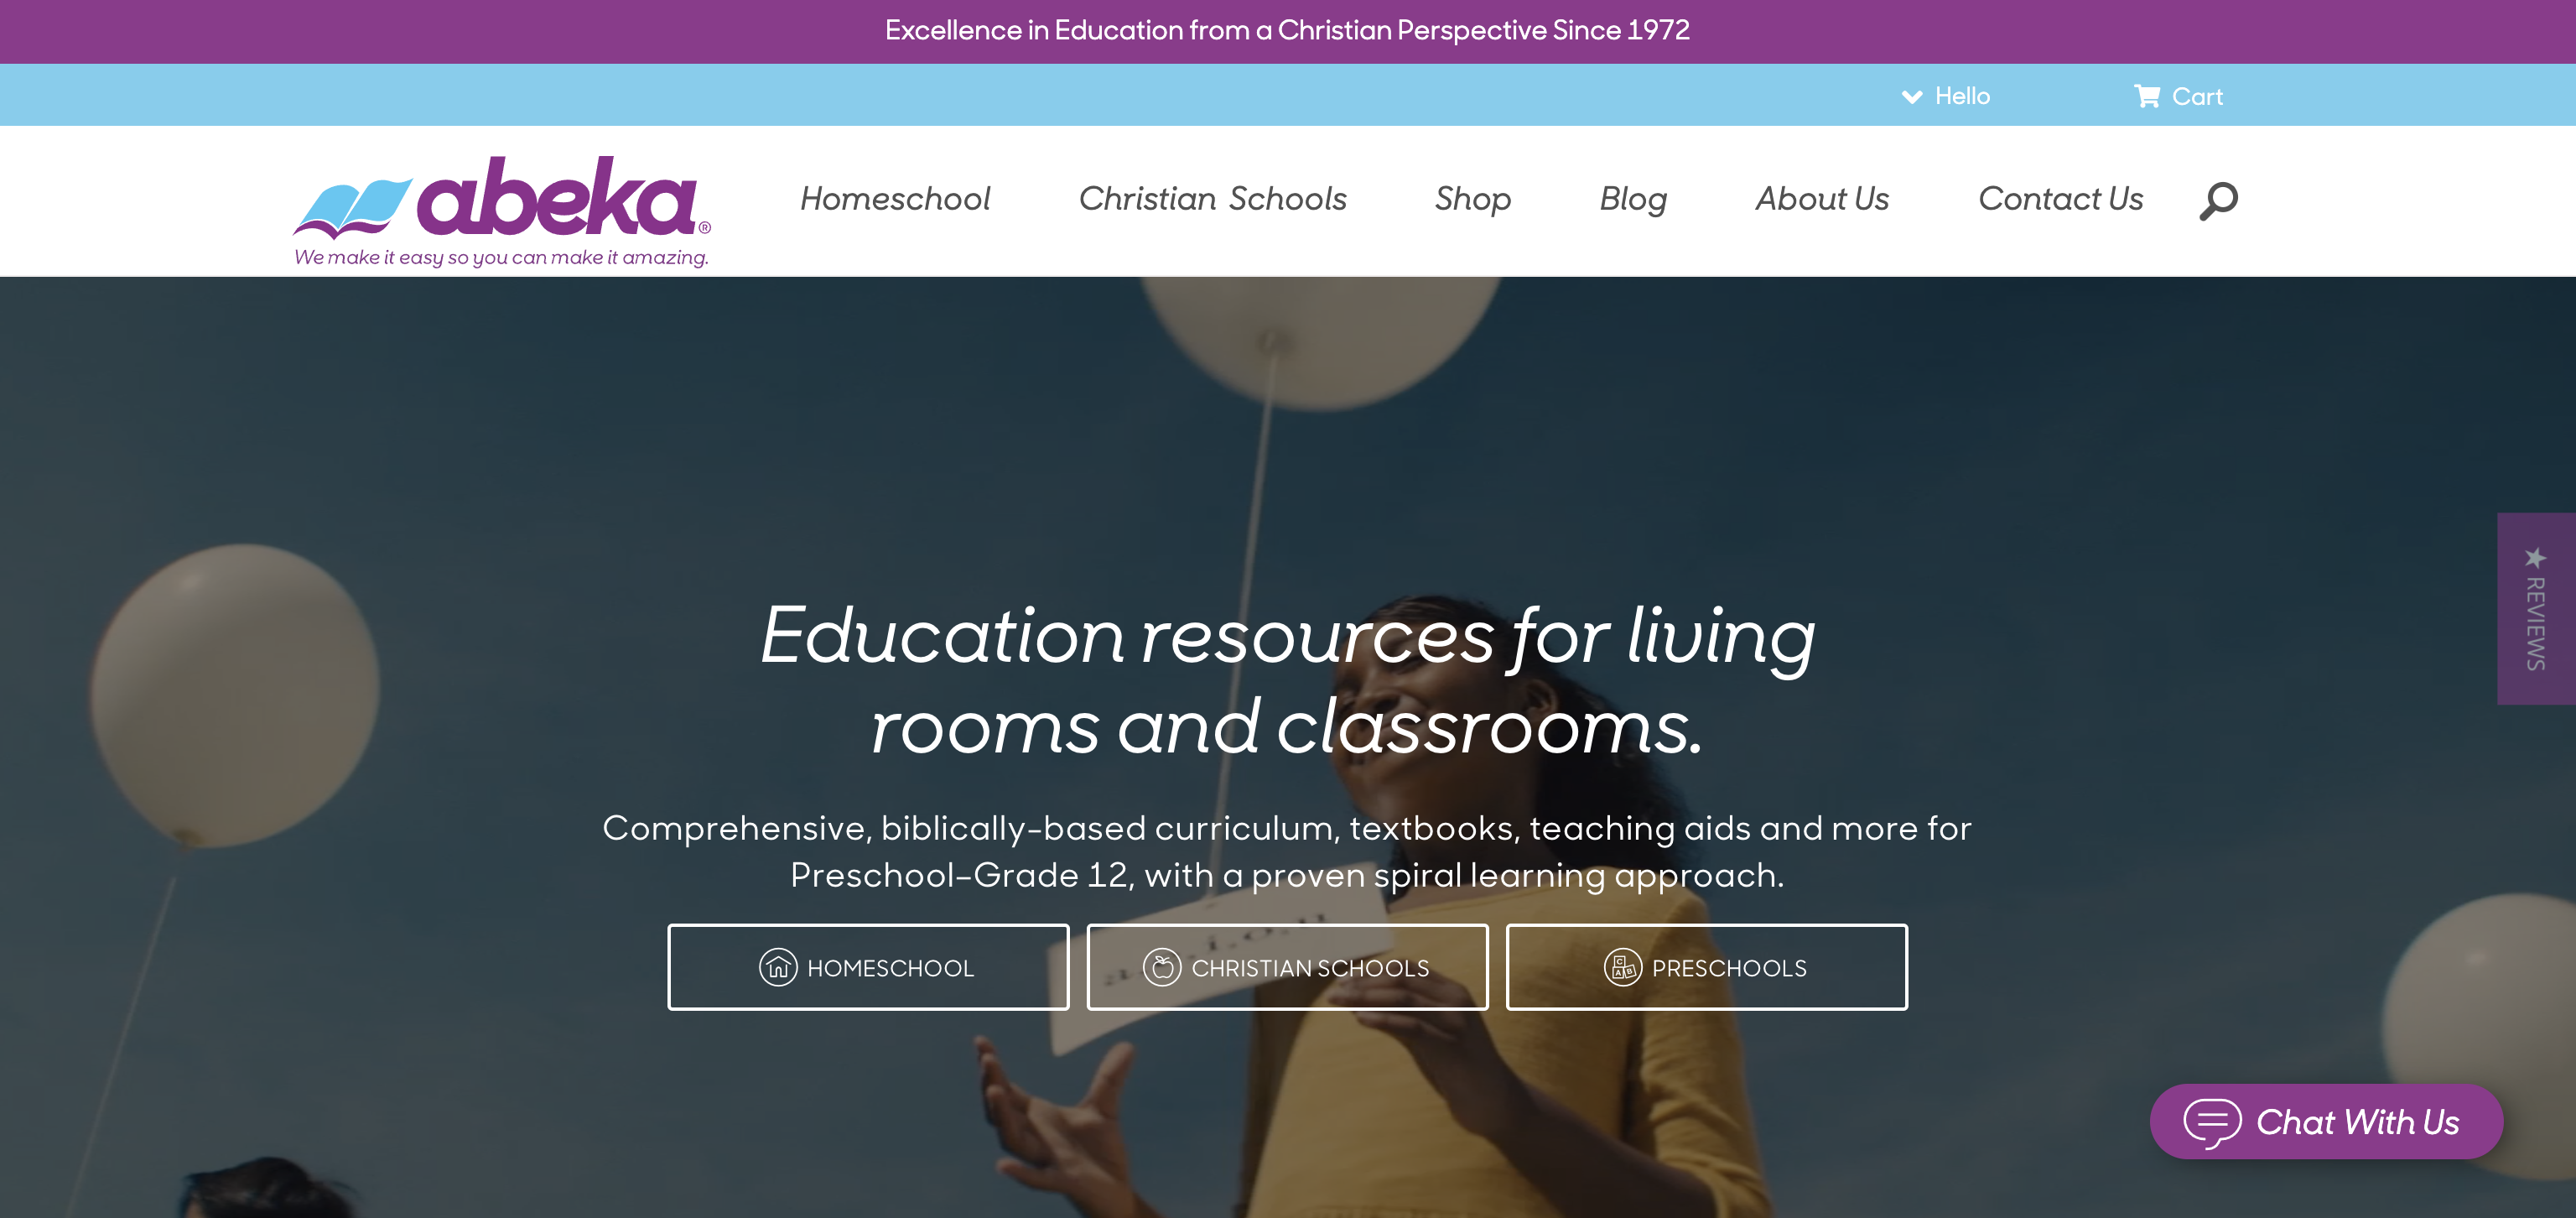 Excellence in Education from a Christian Perspective Since 1972
Hello
Cart
abeka®
We make it easy so you can make it amazing.
Homeschool
Christian Schools
Shop
Blog
About Us
Contact Us
★ REVIEWS
Education resources for living
rooms and classrooms.
Comprehensive, biblically-based curriculum, textbooks, teaching aids and more for
Preschool–Grade 12, with a proven spiral learning approach.
HOMESCHOOL
CHRISTIAN SCHOOLS
C
A B
PRESCHOOLS
Chat With Us